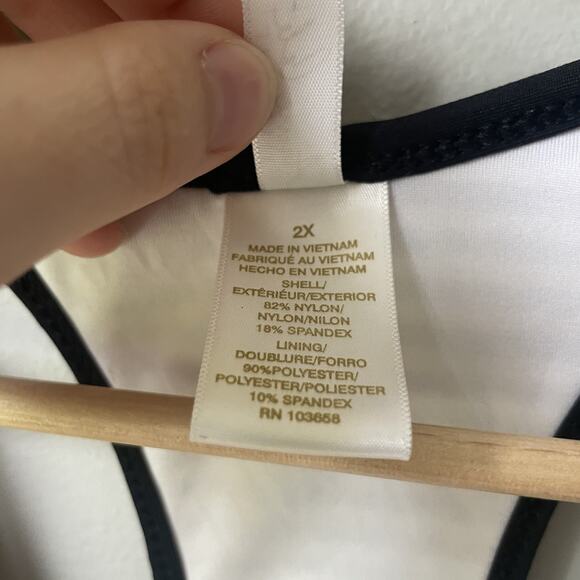 2X
MADE IN VIETNAM
FABRIQUÉ AU VIETNAM
HECHO EN VIETNAM
SHELL/
EXTÉRIEUR/EXTERIOR
82% NYLON/
NYLON/NILON
18% SPANDEX
LINING/
DOUBLURE/FORRO
90%POLYESTER/
POLYESTER/POLIESTER
10% SPANDEX
RN 103658